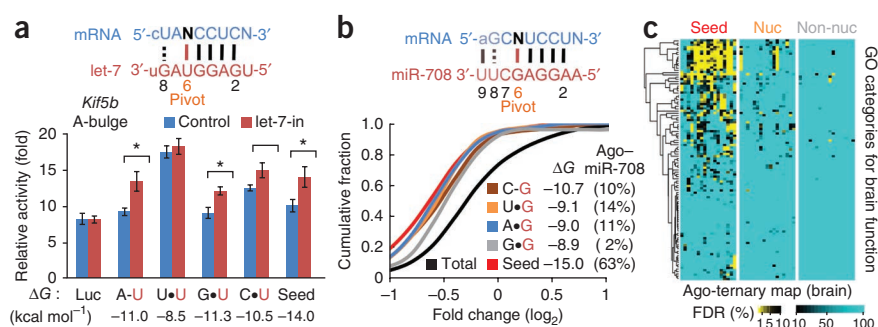 a
mRNA 5′-cUANCCUCN-3′
let-7 3′-uGAUGGAGU-5′
8 6 2
Pivot
Kif5b
A-bulge
Control let-7-in
Relative activity (fold)
20
15
10
5
0
* * * *
Luc A-U U•U G•U C•U Seed
ΔG :
(kcal mol⁻¹) −11.0 −8.5 −11.3 −10.5 −14.0
b
mRNA 5′-aGCNUCCUN-3′
miR-708 3′-UUCGAGGAA-5′
9 8 7 6 2
Pivot
Cumulative fraction
1.0
0.8
0.6
0.4
0.2
0
ΔG Ago–miR-708
C-G −10.7 (10%)
U•G −9.1 (14%)
A•G −9.0 (11%)
G•G −8.9 ( 2%)
Total Seed −15.0 (63%)
−1 −0.5 0 0.5 1
Fold change (log₂)
c
Seed Nuc Non-nuc
GO categories for brain function
Ago-ternary map (brain)
FDR (%)
1 5 10 10 50 100